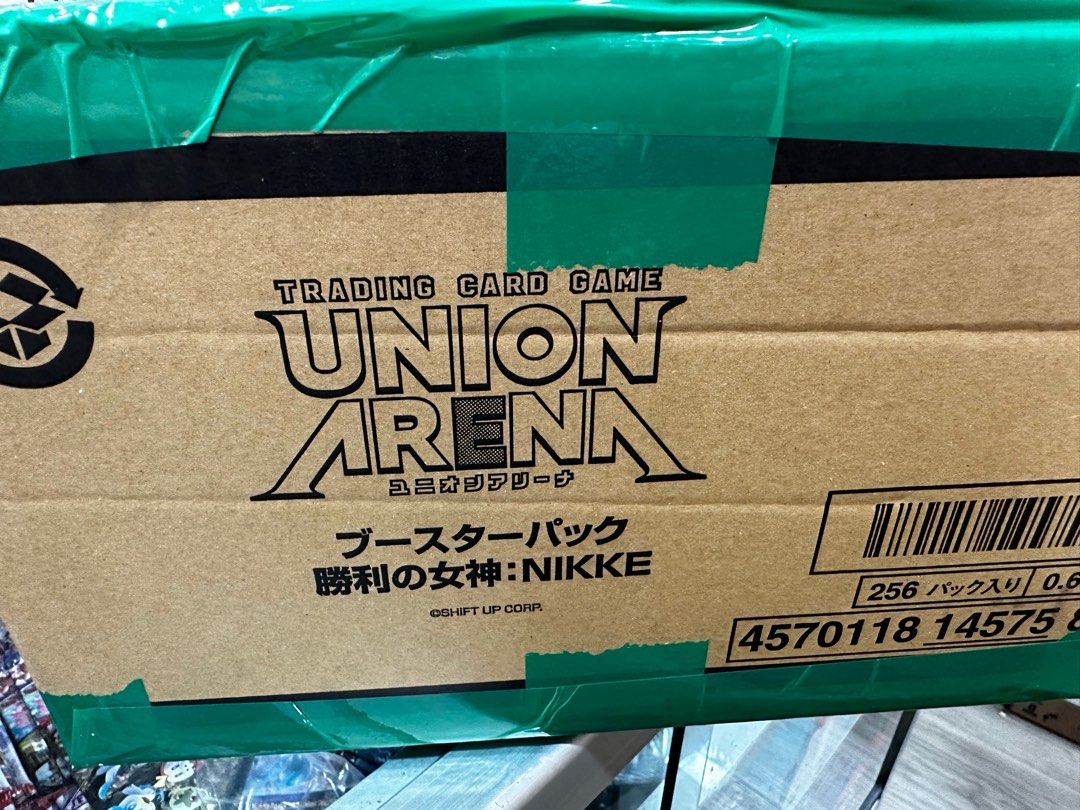 TRADING CARD GAME
UNION
ARENA
ユニオンアリーナ
ブースターパック
勝利の女神:NIKKE
©SHIFT UP CORP.
256 パック入り 0.6
4570118 14575